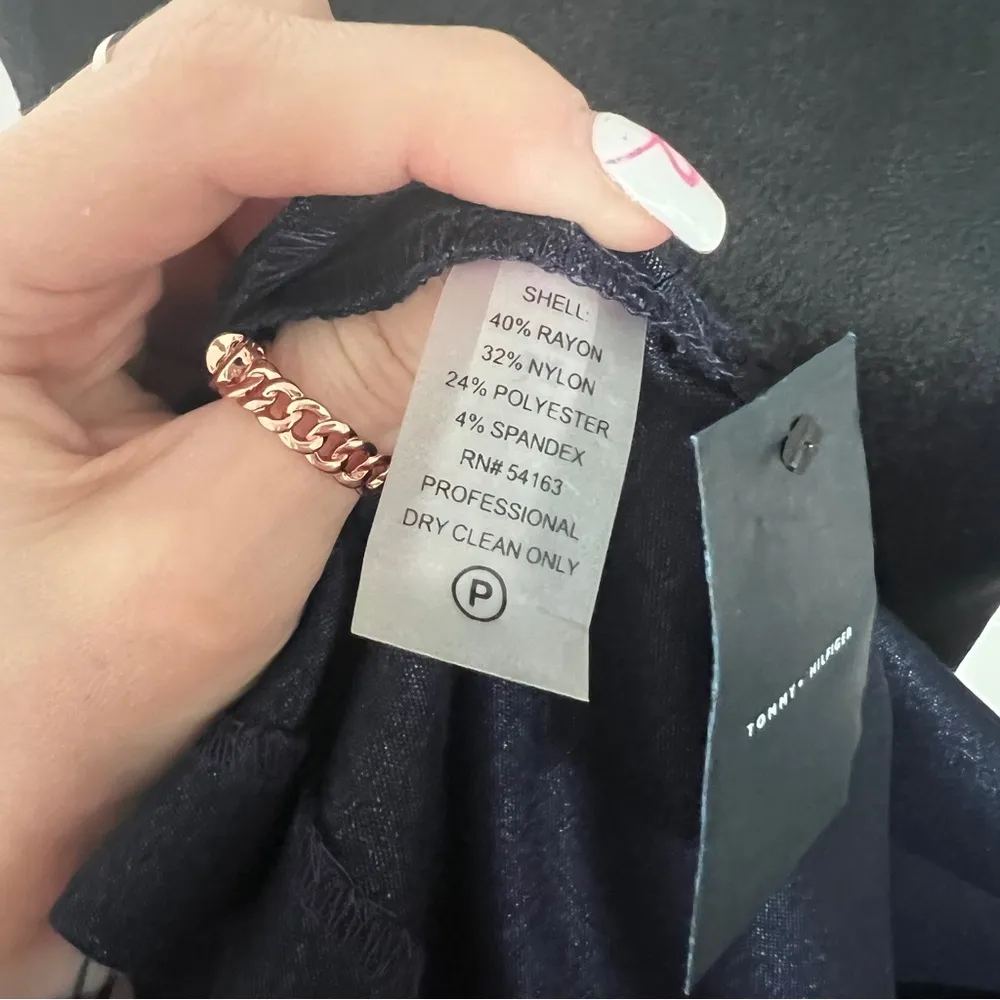 SHELL:
40% RAYON
32% NYLON
24% POLYESTER
4% SPANDEX
RN# 54163
PROFESSIONAL
DRY CLEAN ONLY
P
TOMMY HILFIGER